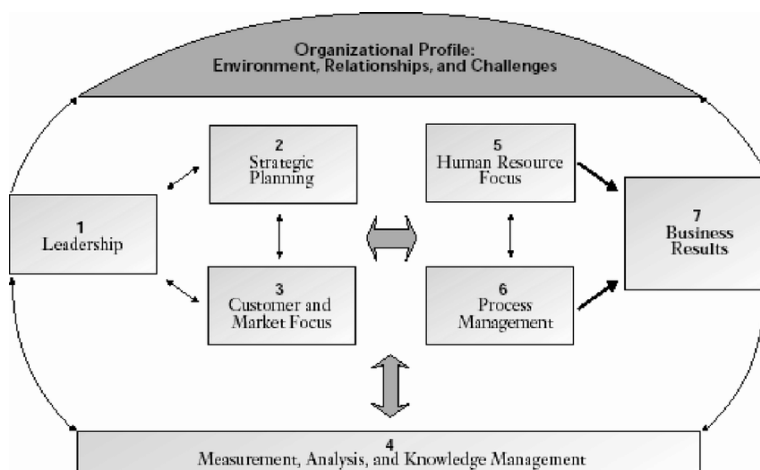 Organizational Profile:
Environment, Relationships, and Challenges
2
Strategic
Planning
5
Human Resource
Focus
1
Leadership
7
Business
Results
3
Customer and
Market Focus
6
Process
Management
4
Measurement, Analysis, and Knowledge Management